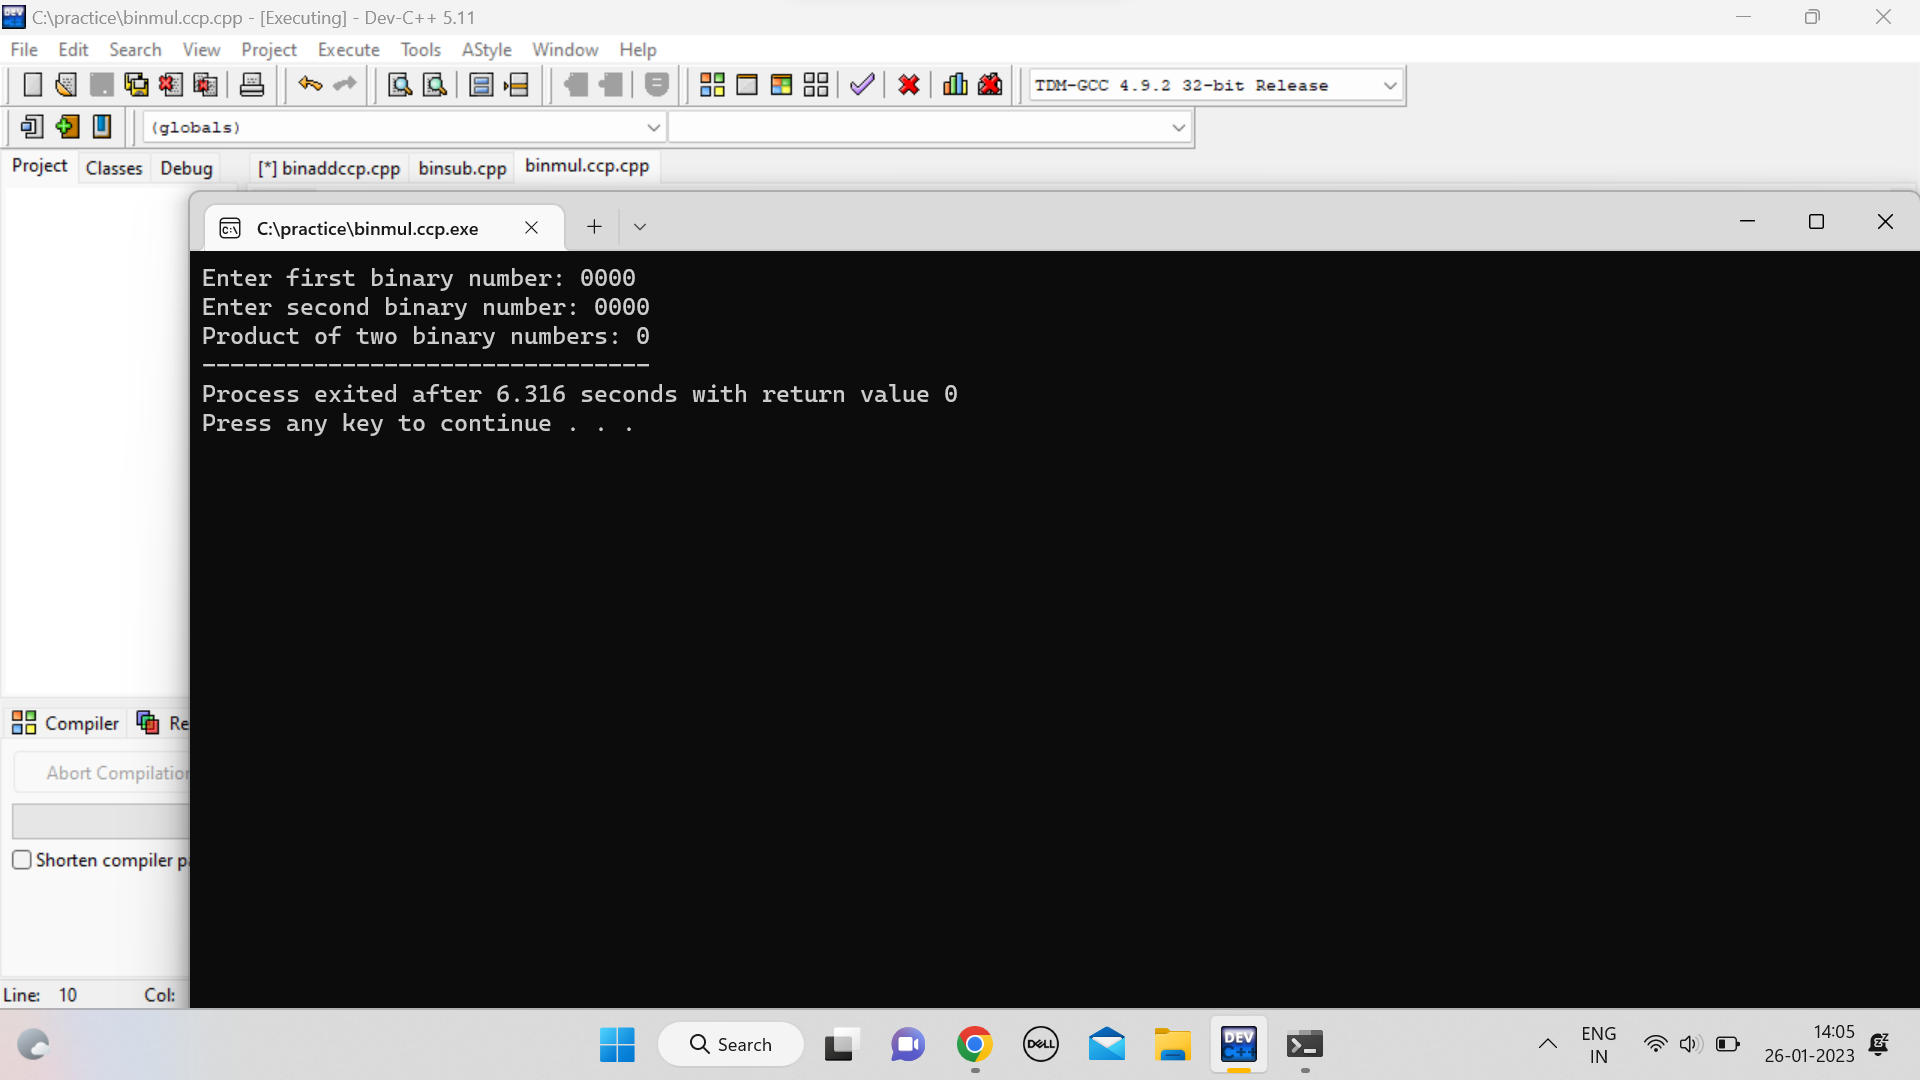 C:\practice\binmul.ccp.cpp - [Executing] - Dev-C++ 5.11
File Edit Search View Project Execute Tools AStyle Window Help
TDM-GCC 4.9.2 32-bit Release
(globals)
Project Classes Debug [*] binaddccp.cpp binsub.cpp binmul.ccp.cpp
C:\practice\binmul.ccp.exe
Enter first binary number: 0000
Enter second binary number: 0000
Product of two binary numbers: 0
--------------------------------
Process exited after 6.316 seconds with return value 0
Press any key to continue . . .
Compiler Re
Abort Compilation
Shorten compiler pa
Line: 10 Col:
Search
DELL
DEV C++
ENG
IN
14:05
26-01-2023